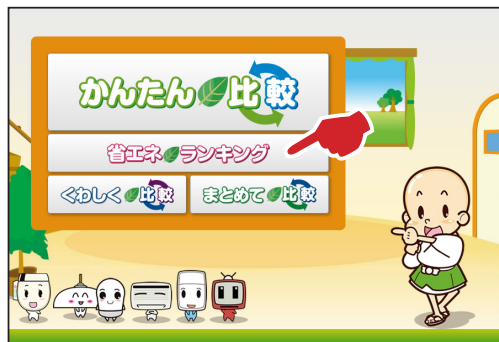 かんたん比較
省エネランキング
くわしく比較 まとめて比較